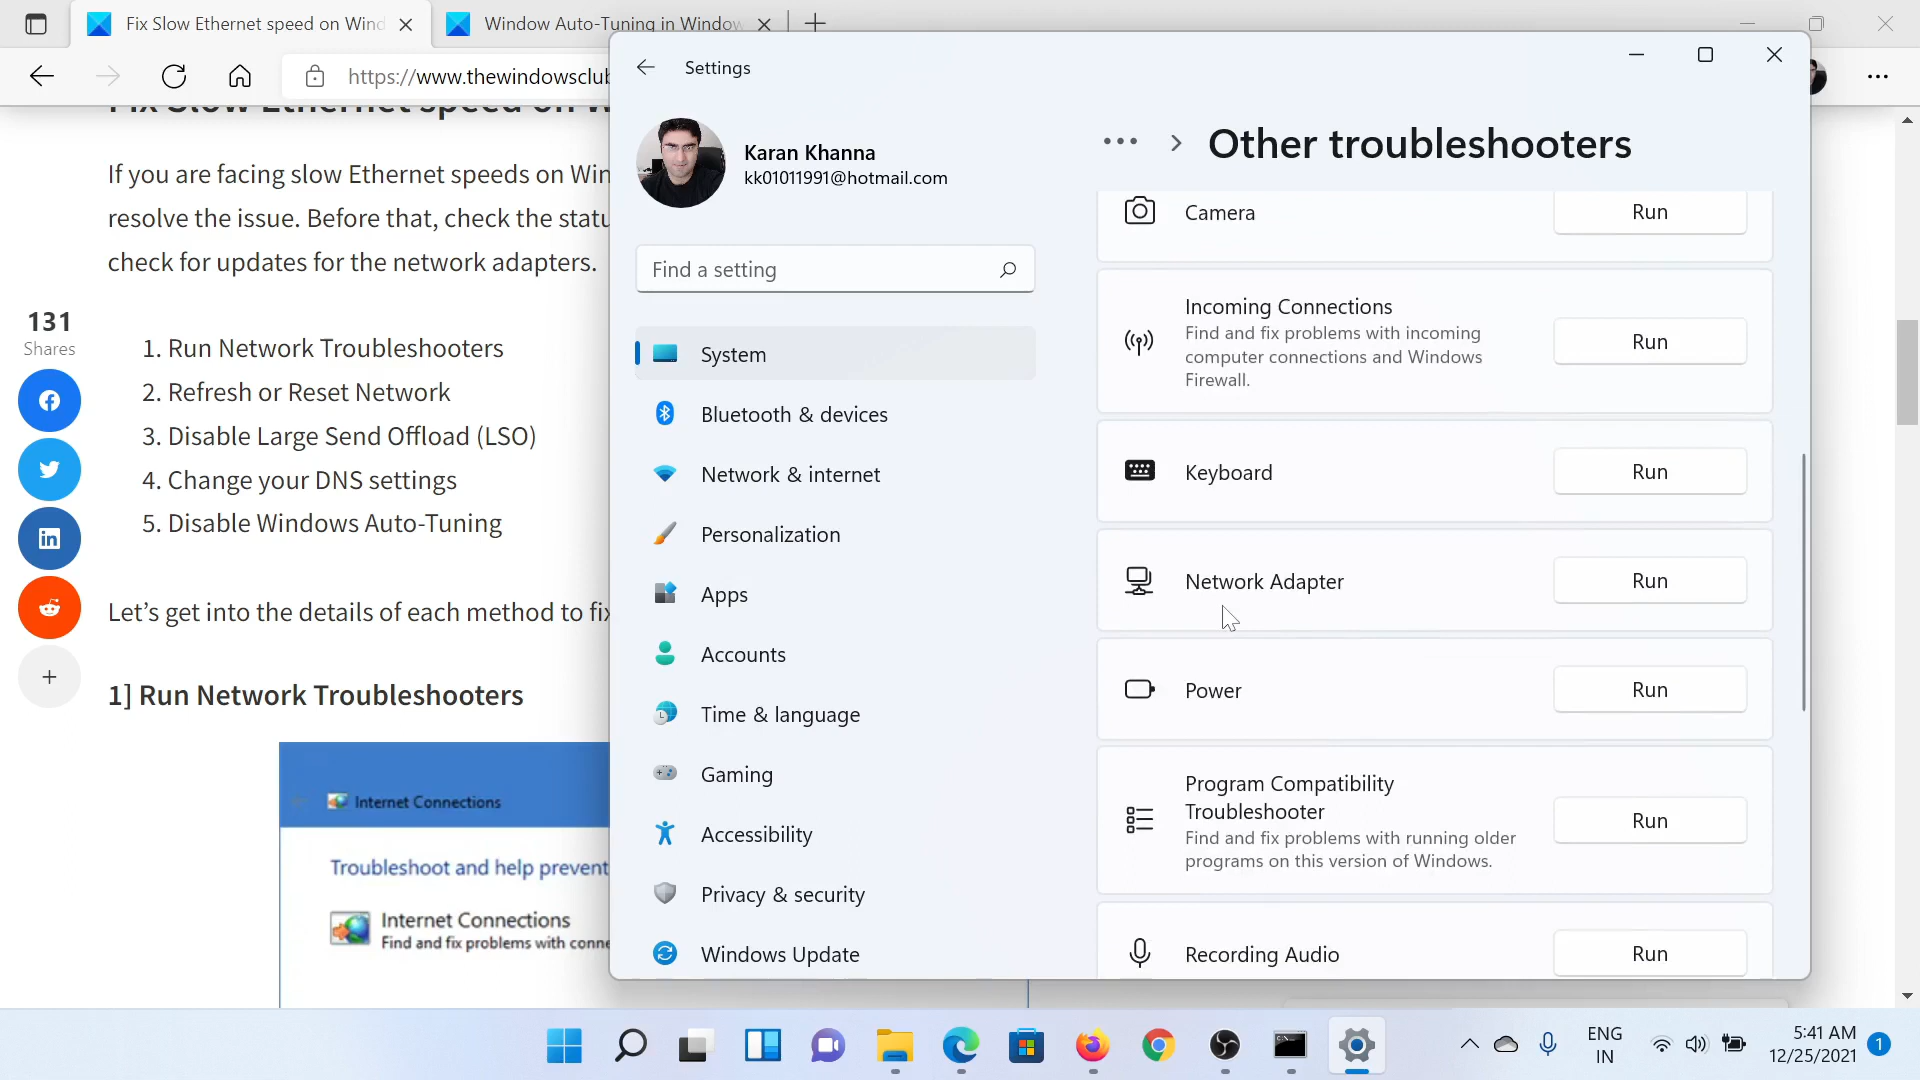 Fix Slow Ethernet speed on Wind
Window Auto-Tuning in Window
https://www.thewindowsclub
Fix Slow Ethernet speed on W
If you are facing slow Ethernet speeds on Win
resolve the issue. Before that, check the statu
check for updates for the network adapters.
131
Shares
1. Run Network Troubleshooters
2. Refresh or Reset Network
3. Disable Large Send Offload (LSO)
4. Change your DNS settings
5. Disable Windows Auto-Tuning
Let’s get into the details of each method to fix
1] Run Network Troubleshooters
Internet Connections
Troubleshoot and help prevent
Internet Connections
Find and fix problems with conne
Settings
Karan Khanna
kk01011991@hotmail.com
Find a setting
System
Bluetooth & devices
Network & internet
Personalization
Apps
Accounts
Time & language
Gaming
Accessibility
Privacy & security
Windows Update
Other troubleshooters
Camera
Run
Incoming Connections
Find and fix problems with incoming
computer connections and Windows
Firewall.
Run
Keyboard
Run
Network Adapter
Run
Power
Run
Program Compatibility
Troubleshooter
Find and fix problems with running older
programs on this version of Windows.
Run
Recording Audio
Run
ENG
IN
5:41 AM
12/25/2021
1